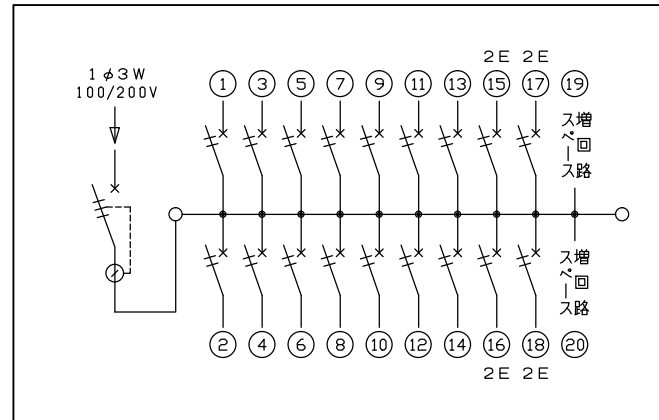 2E 2E
1φ3W
100/200V
① ③ ⑤ ⑦ ⑨ ⑪ ⑬ ⑮ ⑰ ⑲
増回路
スペース
増回路
スペース
② ④ ⑥ ⑧ ⑩ ⑫ ⑭ ⑯ ⑱ ⑳
2E 2E